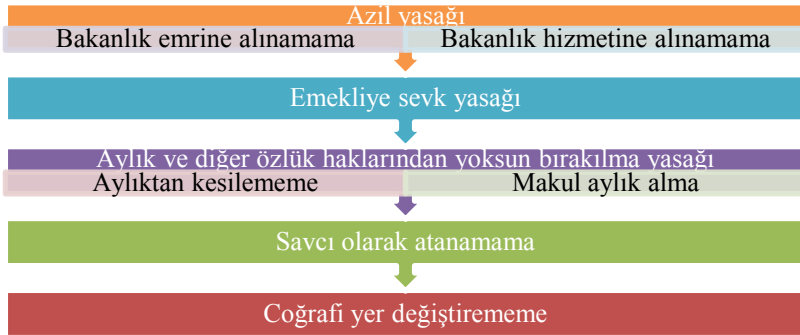 Azil yasağı
Bakanlık emrine alınamama
Bakanlık hizmetine alınamama
Emekliye sevk yasağı
Aylık ve diğer özlük haklarından yoksun bırakılma yasağı
Aylıktan kesilememe
Makul aylık alma
Savcı olarak atanamama
Coğrafi yer değiştirememe